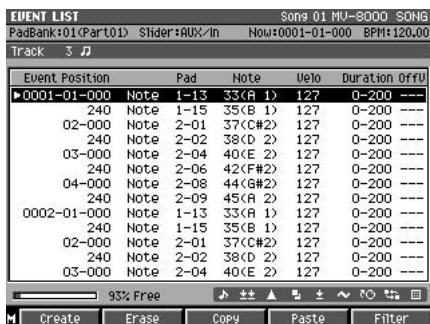 EVENT LIST Song 01 MV-8000 SONG
PadBank:01(Part01) Slider:AUX/In Now:0001-01-000 BPM:120.00
Track 3
Event Position Pad Note Velo Duration OffV
0001-01-000 Note 1-13 33(A 1) 127 0-200 ---
240 Note 1-15 35(B 1) 127 0-200 ---
02-000 Note 2-01 37(C#2) 127 0-200 ---
240 Note 2-02 38(D 2) 127 0-200 ---
03-000 Note 2-04 40(E 2) 127 0-200 ---
240 Note 2-06 42(F#2) 127 0-200 ---
04-000 Note 2-08 44(G#2) 127 0-200 ---
240 Note 2-09 45(A 2) 127 0-200 ---
0002-01-000 Note 1-13 33(A 1) 127 0-200 ---
240 Note 1-15 35(B 1) 127 0-200 ---
02-000 Note 2-01 37(C#2) 127 0-200 ---
240 Note 2-02 38(D 2) 127 0-200 ---
03-000 Note 2-04 40(E 2) 127 0-200 ---
93% Free
M Create Erase Copy Paste Filter